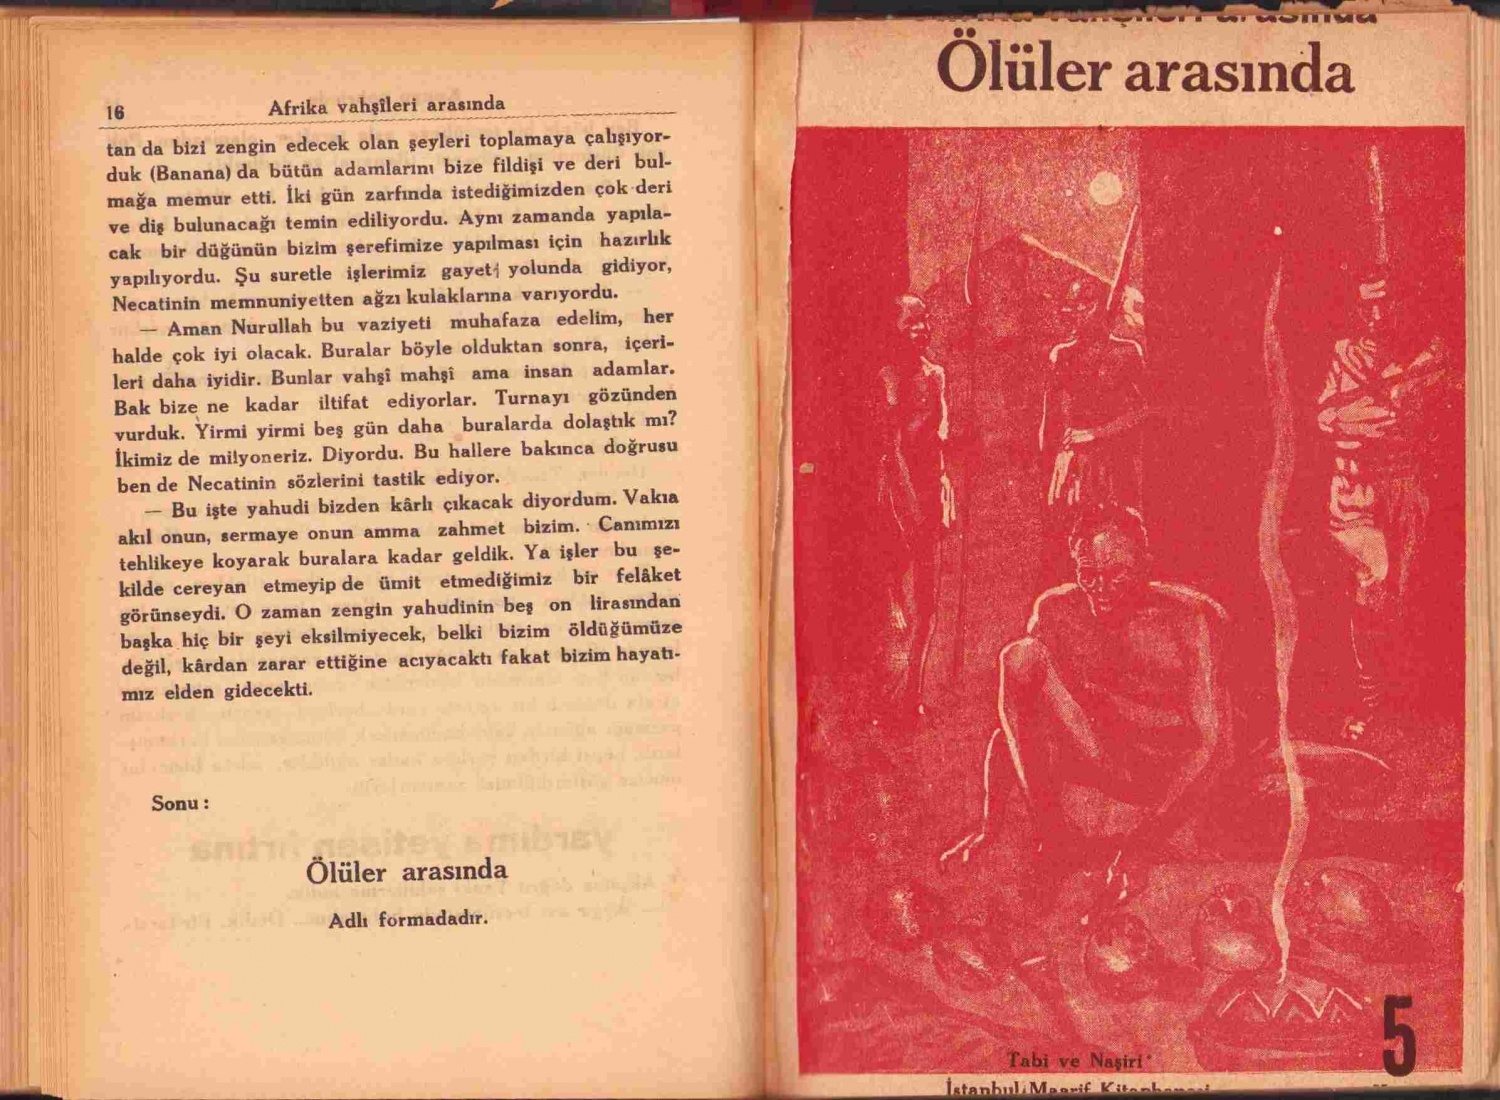 16 Afrika vahşîleri arasında
tan da bizi zengin edecek olan şeyleri toplamaya çalışıyor-
duk (Banana) da bütün adamlarını bize fildişi ve deri bul-
mağa memur etti. İki gün zarfında istediğimizden çok deri
ve diş bulunacağı temin ediliyordu. Aynı zamanda yapıla-
cak bir düğünün bizim şerefimize yapılması için hazırlık
yapılıyordu. Şu suretle işlerimiz gayeti yolunda gidiyor,
Necatinin memnuniyetten ağzı kulaklarına varıyordu.
— Aman Nurullah bu vaziyeti muhafaza edelim, her
halde çok iyi olacak. Buralar böyle olduktan sonra, içeri-
leri daha iyidir. Bunlar vahşî mahşî ama insan adamlar.
Bak bize ne kadar iltifat ediyorlar. Turnayı gözünden
vurduk. Yirmi yirmi beş gün daha buralarda dolaştık mı?
İkimiz de milyoneriz. Diyordu. Bu hallere bakınca doğrusu
ben de Necatinin sözlerini tastik ediyor.
— Bu işte yahudi bizden kârlı çıkacak diyordum. Vakıa
akıl onun, sermaye onun amma zahmet bizim. Canımızı
tehlikeye koyarak buralara kadar geldik. Ya işler bu şe-
kilde cereyan etmeyip de ümit etmediğimiz bir felâket
görünseydi. O zaman zengin yahudinin beş on lirasından
başka hiç bir şeyi eksilmiyecek, belki bizim öldüğümüze
değil, kârdan zarar ettiğine acıyacaktı fakat bizim hayatı-
mız elden gidecekti.
Sonu :
Ölüler arasında
Adlı formadadır.
arasında
Ölüler arasında
5
Tabi ve Naşiri
İstanbul Maarif Kitaphanesi